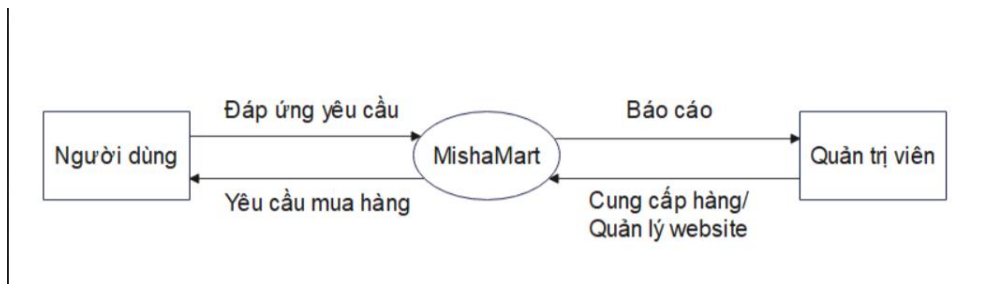 Đáp ứng yêu cầu
Báo cáo
Người dùng
MishaMart
Quản trị viên
Yêu cầu mua hàng
Cung cấp hàng/
Quản lý website